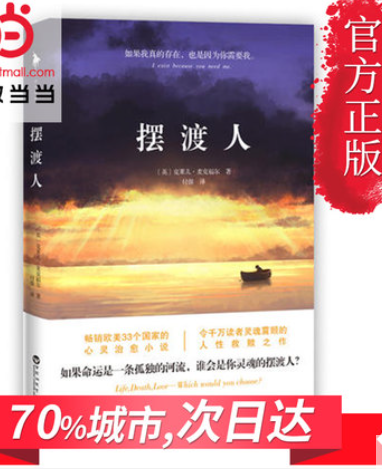 tmall.com
当当
官方正版
如果我真的存在,也是因为你需要我。
I exist because you need me.
摆渡人
[英] 克莱儿·麦克福尔 著
付强 译
摆渡人
畅销欧美33个国家的
心灵治愈小说
令千万读者灵魂震颤的
人性救赎之作
如果命运是一条孤独的河流,谁会是你灵魂的摆渡人?
Life,Death,Love—Which would you choose?
70%城市,次日达